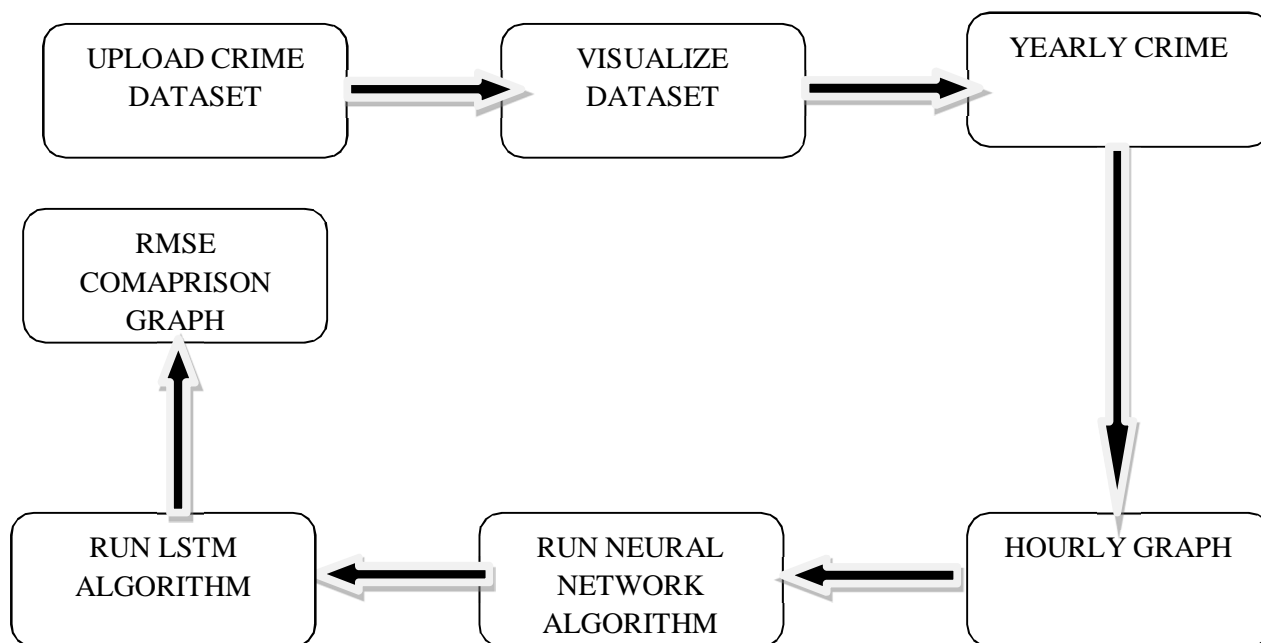 UPLOAD CRIME
DATASET
VISUALIZE
DATASET
YEARLY CRIME
RMSE
COMAPRISON
GRAPH
RUN LSTM
ALGORITHM
RUN NEURAL
NETWORK
ALGORITHM
HOURLY GRAPH